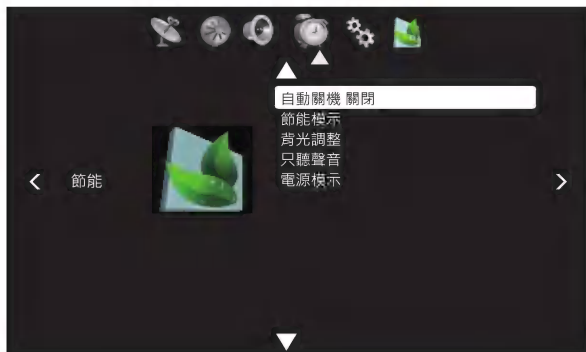 自動關機 關閉
節能模示
背光調整
只聽聲音
節能
電源模示